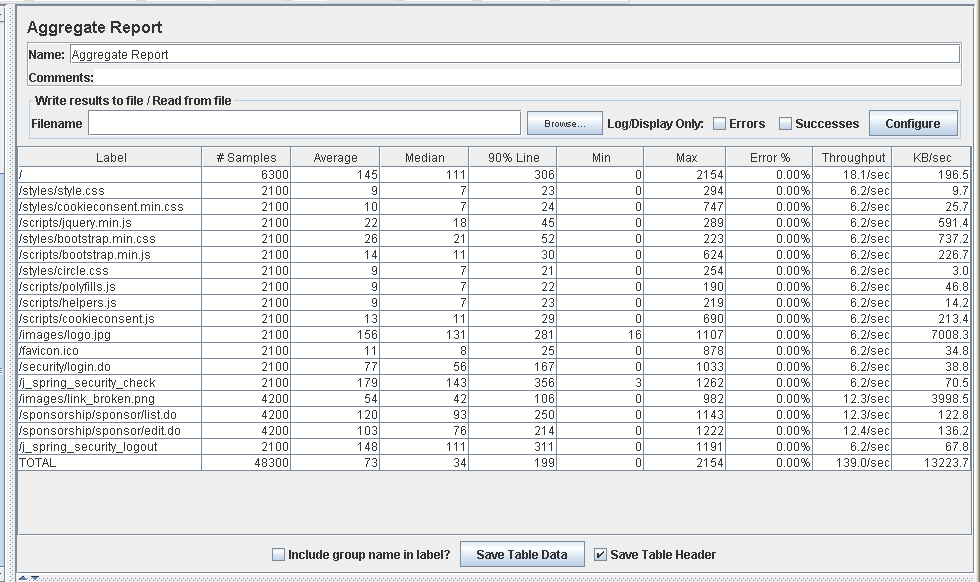 Aggregate Report
Name: Aggregate Report
Comments:
Write results to file / Read from file
Filename Browse... Log/Display Only: Errors Successes Configure
Label # Samples Average Median 90% Line Min Max Error % Throughput KB/sec
/ 6300 145 111 306 0 2154 0.00% 18.1/sec 196.5
/styles/style.css 2100 9 7 23 0 294 0.00% 6.2/sec 9.7
/styles/cookieconsent.min.css 2100 10 7 24 0 747 0.00% 6.2/sec 25.7
/scripts/jquery.min.js 2100 22 18 45 0 289 0.00% 6.2/sec 591.4
/styles/bootstrap.min.css 2100 26 21 52 0 223 0.00% 6.2/sec 737.2
/scripts/bootstrap.min.js 2100 14 11 30 0 624 0.00% 6.2/sec 226.7
/styles/circle.css 2100 9 7 21 0 254 0.00% 6.2/sec 3.0
/scripts/polyfills.js 2100 9 7 22 0 190 0.00% 6.2/sec 46.8
/scripts/helpers.js 2100 9 7 23 0 219 0.00% 6.2/sec 14.2
/scripts/cookieconsent.js 2100 13 11 29 0 690 0.00% 6.2/sec 213.4
/images/logo.jpg 2100 156 131 281 16 1107 0.00% 6.2/sec 7008.3
/favicon.ico 2100 11 8 25 0 878 0.00% 6.2/sec 34.8
/security/login.do 2100 77 56 167 0 1033 0.00% 6.2/sec 38.8
/j_spring_security_check 2100 179 143 356 3 1262 0.00% 6.2/sec 70.5
/images/link_broken.png 4200 54 42 106 0 982 0.00% 12.3/sec 3998.5
/sponsorship/sponsor/list.do 4200 120 93 250 0 1143 0.00% 12.3/sec 122.8
/sponsorship/sponsor/edit.do 4200 103 76 214 0 1222 0.00% 12.4/sec 136.2
/j_spring_security_logout 2100 148 111 311 0 1191 0.00% 6.2/sec 67.8
TOTAL 48300 73 34 199 0 2154 0.00% 139.0/sec 13223.7
Include group name in label? Save Table Data Save Table Header